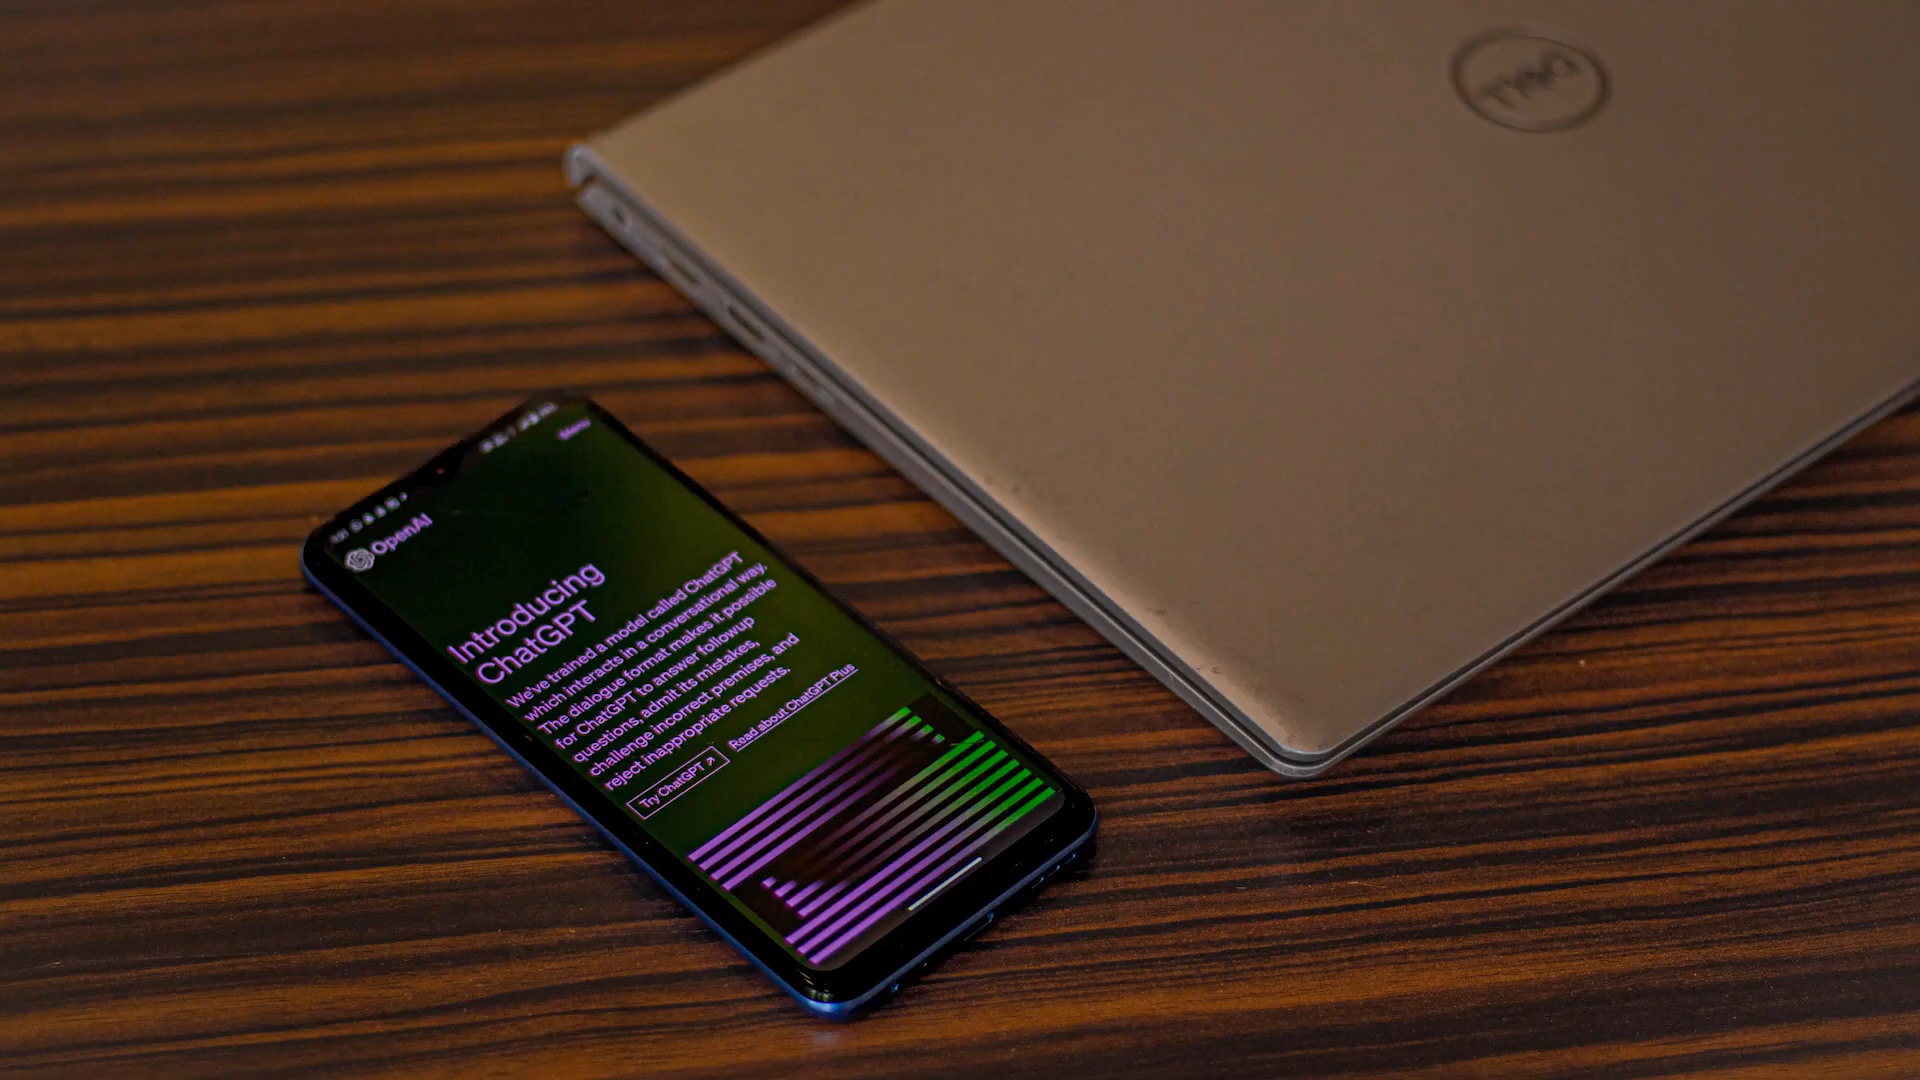 Menu
OpenAI
Introducing
ChatGPT
We've trained a model called ChatGPT
which interacts in a conversational way.
The dialogue format makes it possible
for ChatGPT to answer followup
questions, admit its mistakes,
challenge incorrect premises, and
reject inappropriate requests.
Try ChatGPT ↗
Read about ChatGPT Plus
DELL